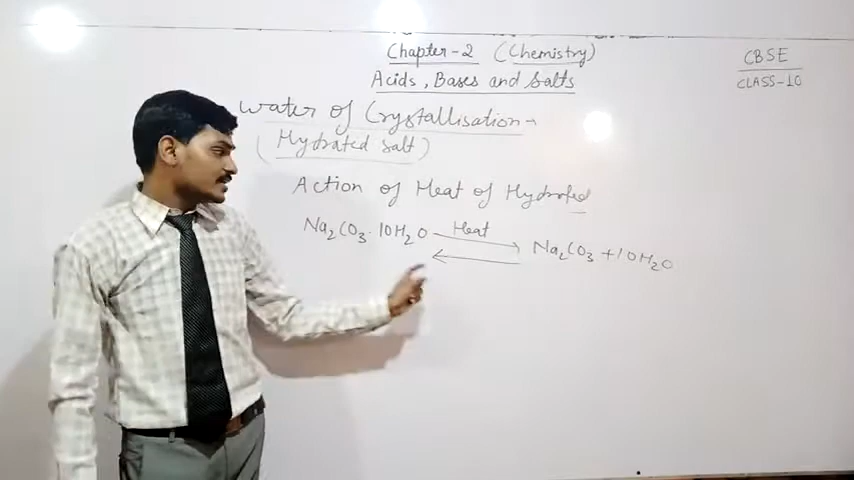 Chapter-2 (Chemistry)
Acids, Bases and Salts
CBSE
CLASS-10
Water of Crystallisation-
(Hydrated salt)
Action of Heat of Hydrated
Na₂CO₃·10H₂O Heat Na₂CO₃+10H₂O